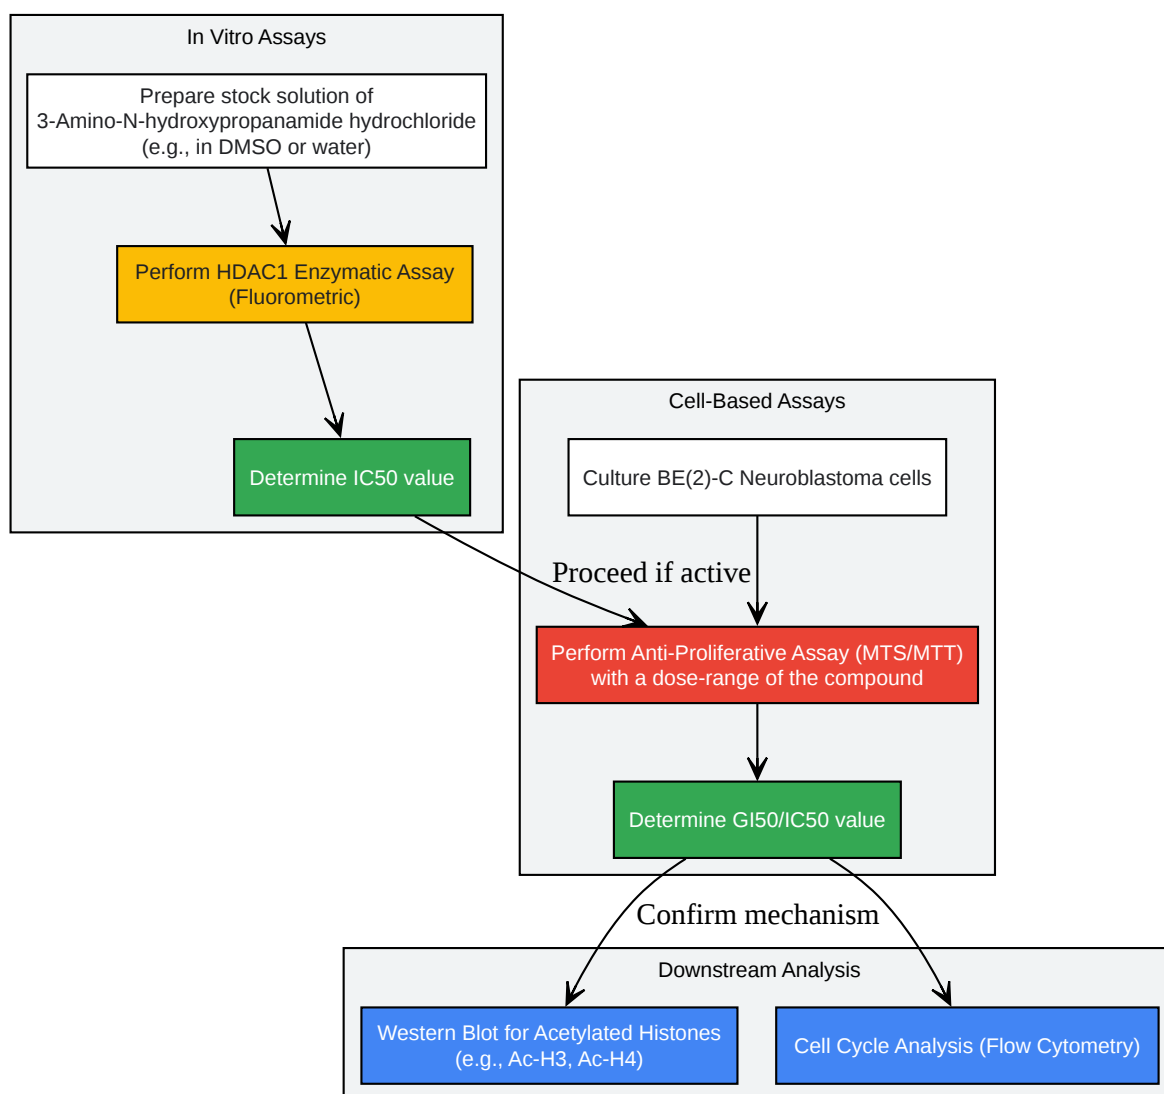 In Vitro Assays
Prepare stock solution of
3-Amino-N-hydroxypropanamide hydrochloride
(e.g., in DMSO or water)
Perform HDAC1 Enzymatic Assay
(Fluorometric)
Determine IC50 value
Cell-Based Assays
Culture BE(2)-C Neuroblastoma cells
Proceed if active
Perform Anti-Proliferative Assay (MTS/MTT)
with a dose-range of the compound
Determine GI50/IC50 value
Confirm mechanism
Downstream Analysis
Western Blot for Acetylated Histones
(e.g., Ac-H3, Ac-H4)
Cell Cycle Analysis (Flow Cytometry)